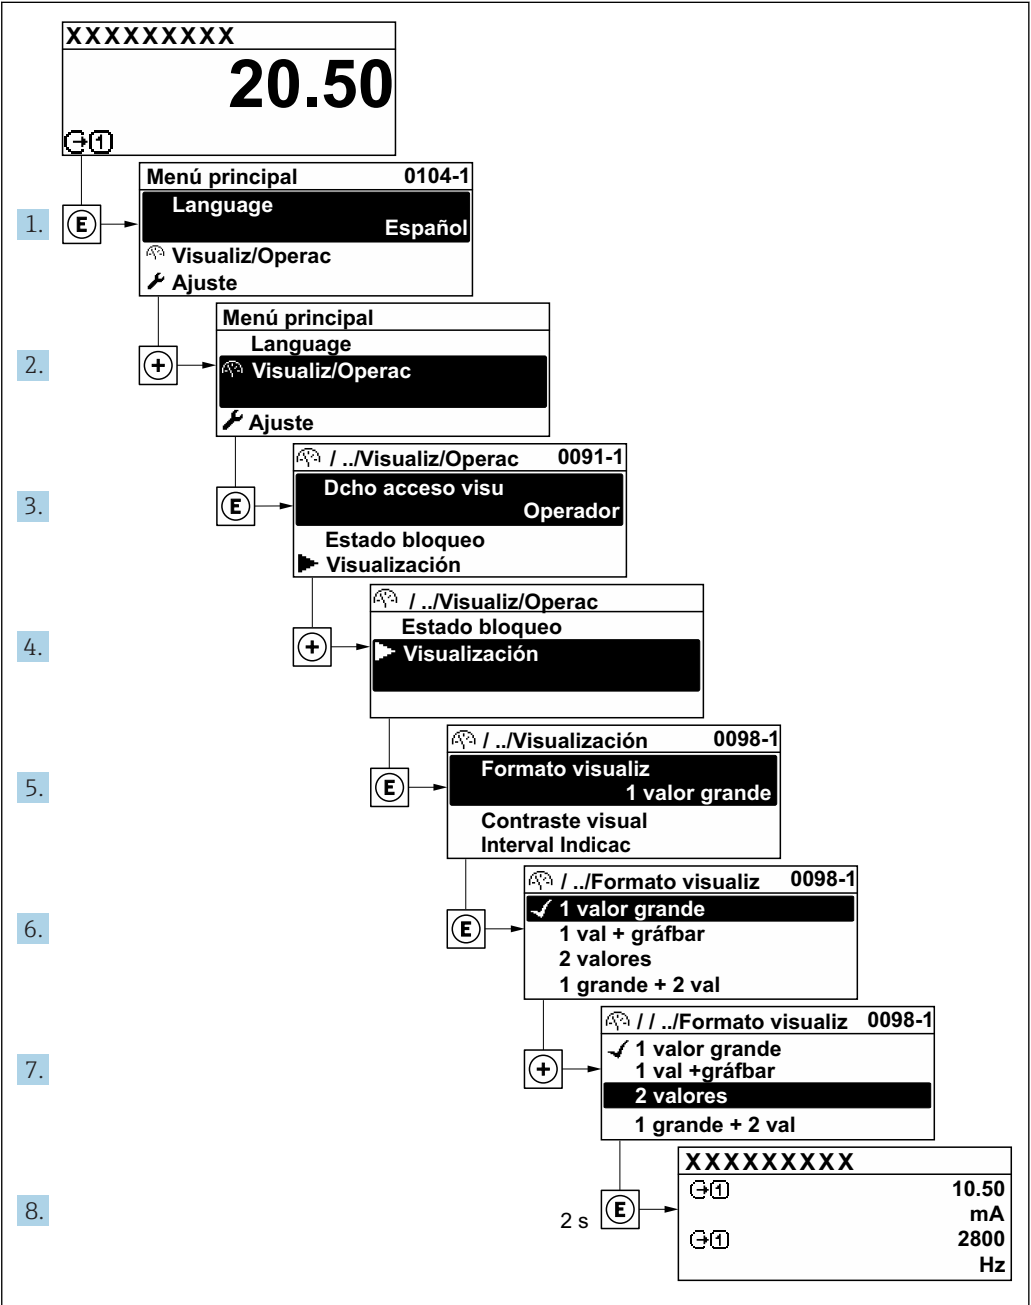 XXXXXXXXX
20.50
1
Menú principal 0104-1
Language
Español
1. E
Visualiz/Operac
Ajuste
Menú principal
Language
2. + Visualiz/Operac
Ajuste
/ ../Visualiz/Operac 0091-1
Dcho acceso visu
3. E Operador
Estado bloqueo
Visualización
/ ../Visualiz/Operac
Estado bloqueo
4. + Visualización
/ ../Visualización 0098-1
Formato visualiz
5. E 1 valor grande
Contraste visual
Interval Indicac
/ ../Formato visualiz 0098-1
1 valor grande
6. E 1 val + gráfbar
2 valores
1 grande + 2 val
/ / ../Formato visualiz 0098-1
1 valor grande
7. + 1 val +gráfbar
2 valores
1 grande + 2 val
XXXXXXXXX
1 10.50
8. 2 s E mA
1 2800
Hz